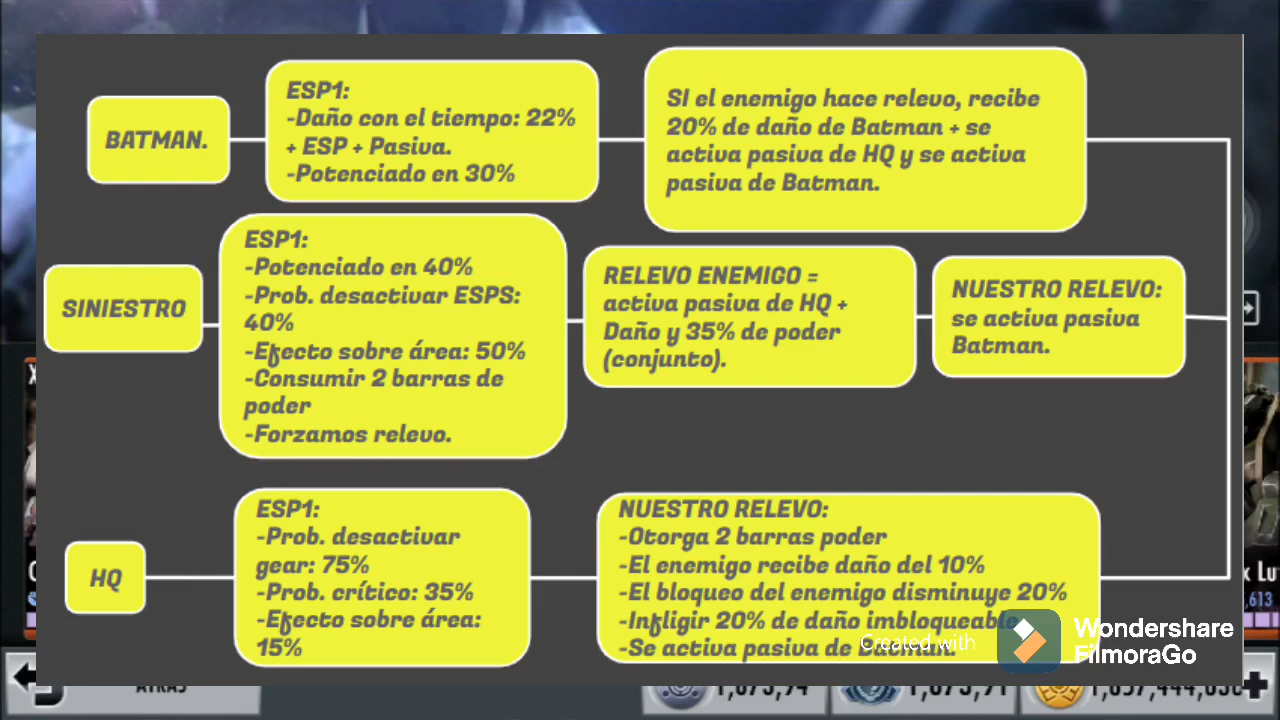 BATMAN.
ESP1:
-Daño con el tiempo: 22%
+ ESP + Pasiva.
-Potenciado en 30%
SI el enemigo hace relevo, recibe
20% de daño de Batman + se
activa pasiva de HQ y se activa
pasiva de Batman.
SINIESTRO
ESP1:
-Potenciado en 40%
-Prob. desactivar ESPS:
40%
-Efecto sobre área: 50%
-Consumir 2 barras de
poder
-Forzamos relevo.
RELEVO ENEMIGO =
activa pasiva de HQ +
Daño y 35% de poder
(conjunto).
NUESTRO RELEVO:
se activa pasiva
Batman.
HQ
ESP1:
-Prob. desactivar
gear: 75%
-Prob. crítico: 35%
-Efecto sobre área:
15%
NUESTRO RELEVO:
-Otorga 2 barras poder
-El enemigo recibe daño del 10%
-El bloqueo del enemigo disminuye 20%
-Infligir 20% de daño imbloqueable
-Se activa pasiva de Batman.
Created with
Wondershare
FilmoraGo
x Lu
,613
ATRÁS